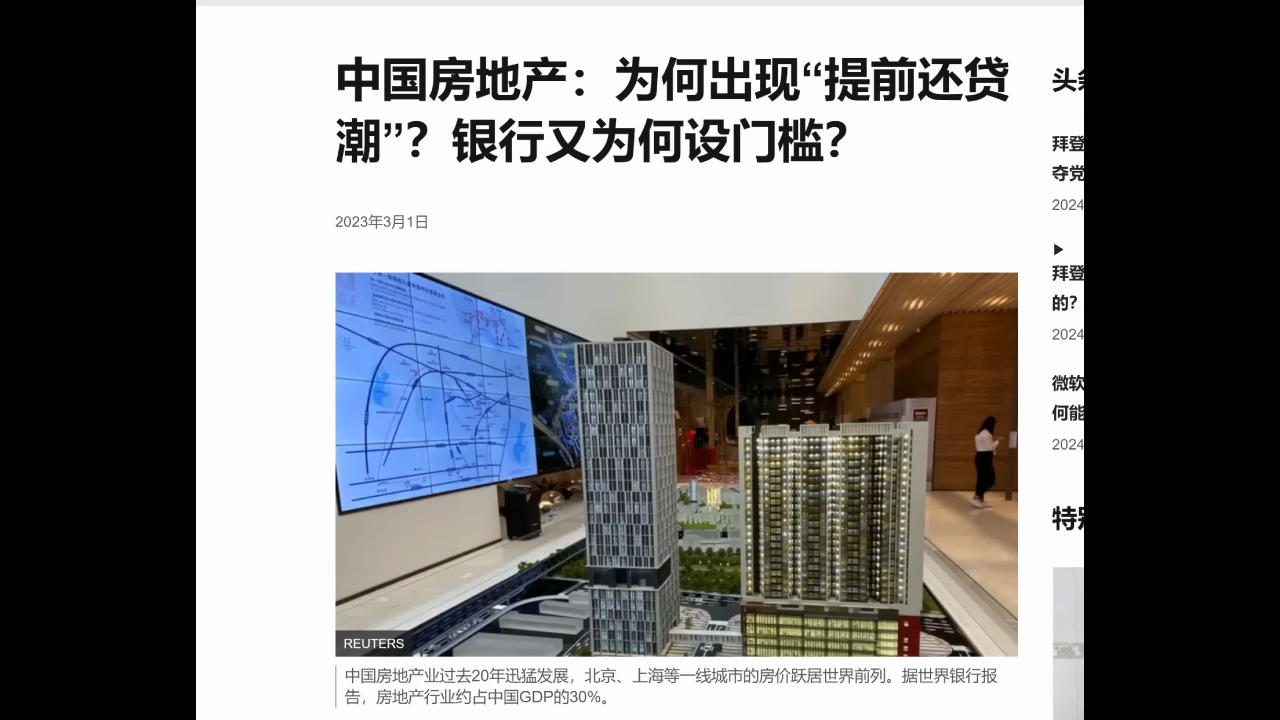 中国房地产：为何出现“提前还贷
潮”？银行又为何设门槛？
2023年3月1日
REUTERS
中国房地产业过去20年迅猛发展，北京、上海等一线城市的房价跃居世界前列。据世界银行报
告，房地产行业约占中国GDP的30%。
头
拜登
夺党
2024
拜登
的？
2024
微软
何能
2024
特